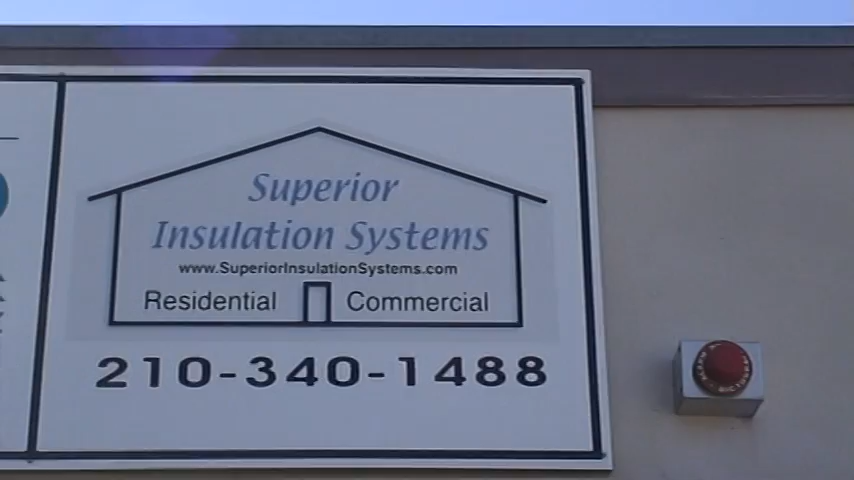 Superior
Insulation Systems
www.SuperiorInsulationSystems.com
Residential Commercial
210-340-1488